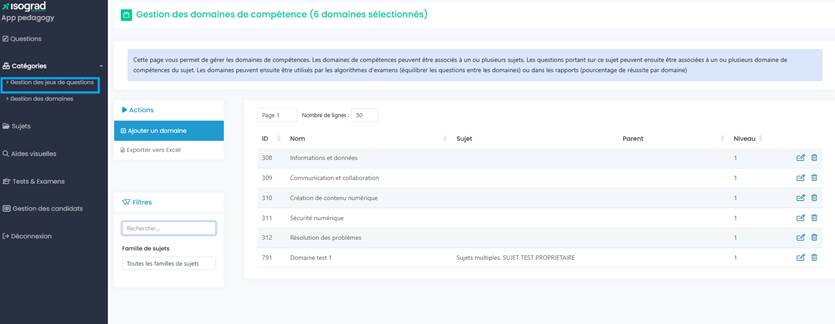 isograd
App pedagogy
Questions
Catégories
Gestion des jeux de questions
Gestion des domaines
Sujets
Aides visuelles
Tests & Examens
Gestion des candidats
Déconnexion
Gestion des domaines de compétence (6 domaines sélectionnés)
Cette page vous permet de gérer les domaines de compétences. Les domaines de compétences peuvent être associés à un ou plusieurs sujets. Les questions portant sur ce sujet peuvent ensuite être associées à un ou plusieurs domaine de
compétences du sujet. Les domaines peuvent ensuite être utilisés par les algorithmes d'examens (équilibrer les questions entre les domaines) ou dans les rapports (pourcentage de réussite par domaine)
Actions
Ajouter un domaine
Exporter vers Excel
Filtres
Rechercher...
Famille de sujets
Toutes les familles de sujets
Page 1 Nombre de lignes : 50
ID Nom Sujet Parent Niveau
308 Informations et données 1
309 Communication et collaboration 1
310 Création de contenu numérique 1
311 Sécurité numérique 1
312 Résolution des problèmes 1
791 Domaine test 1 Sujets multiples, SUJET TEST PROPRIETAIRE 1